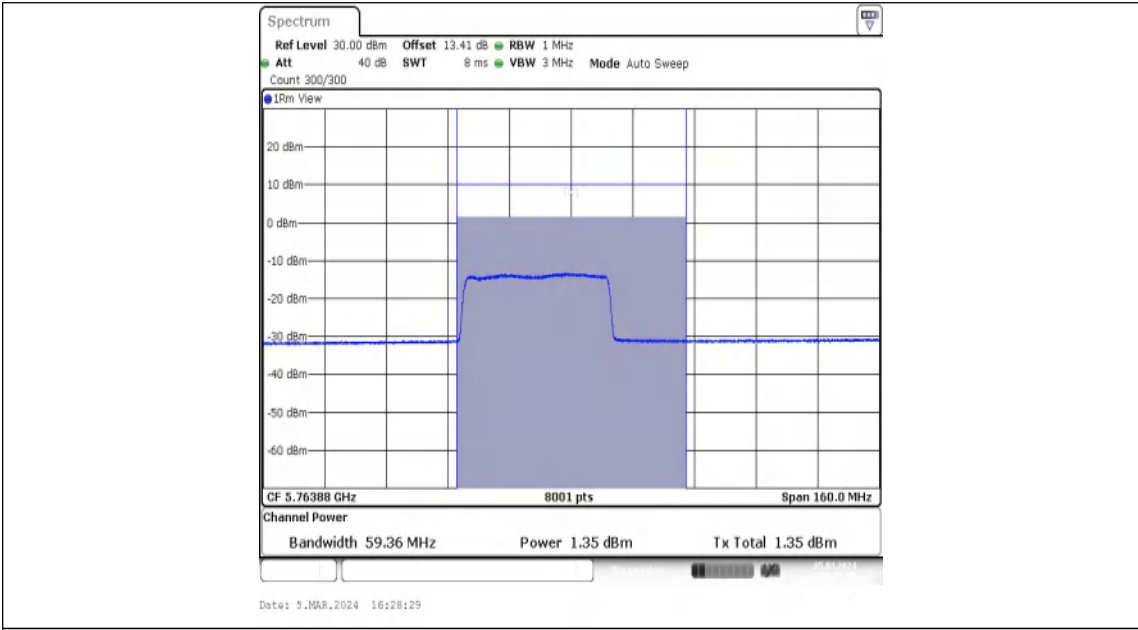 Spectrum
Ref Level 30.00 dBm Offset 13.41 dB RBW 1 MHz
Att 40 dB SWT 8 ms VBW 3 MHz Mode Auto Sweep
Count 300/300
1Rm View
20 dBm
10 dBm
0 dBm
-10 dBm
-20 dBm
-30 dBm
-40 dBm
-50 dBm
-60 dBm
CF 5.76388 GHz 8001 pts Span 160.0 MHz
Channel Power
Bandwidth 59.36 MHz Power 1.35 dBm Tx Total 1.35 dBm
Date: 5.MAR.2024 16:28:29